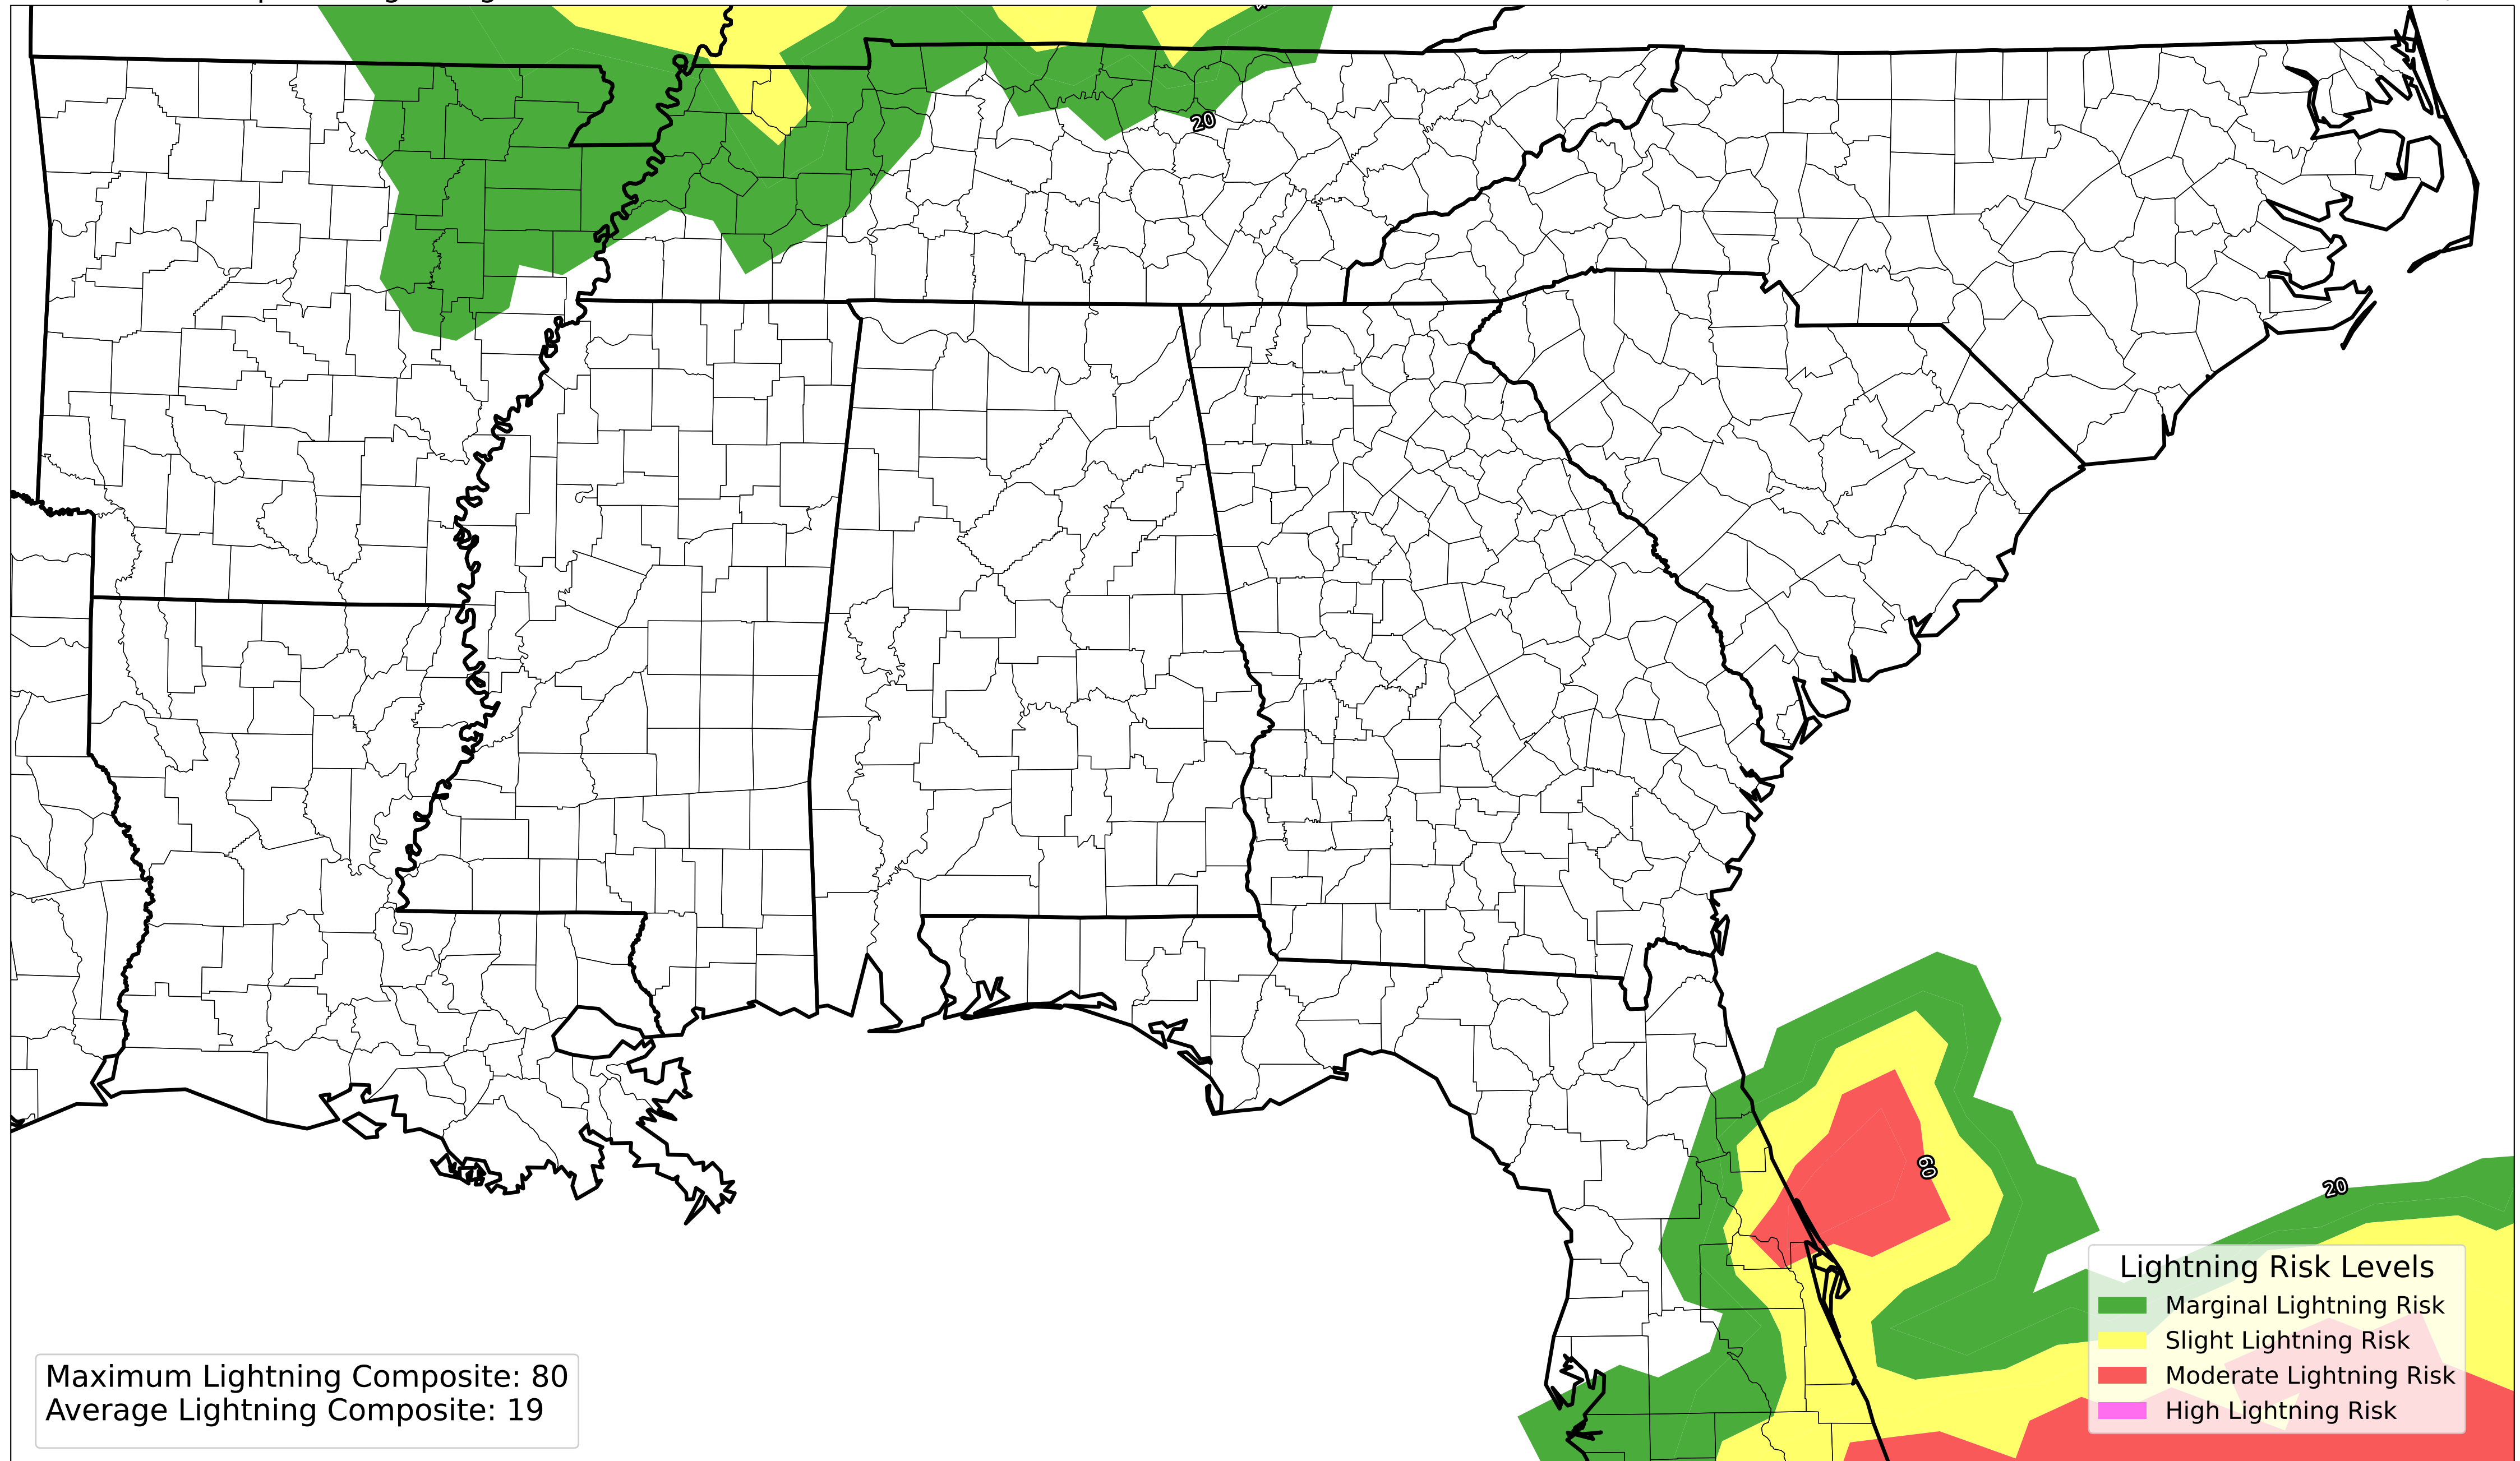 20
60
20
Lightning Risk Levels
Marginal Lightning Risk
Slight Lightning Risk
Moderate Lightning Risk
High Lightning Risk
Maximum Lightning Composite: 80
Average Lightning Composite: 19